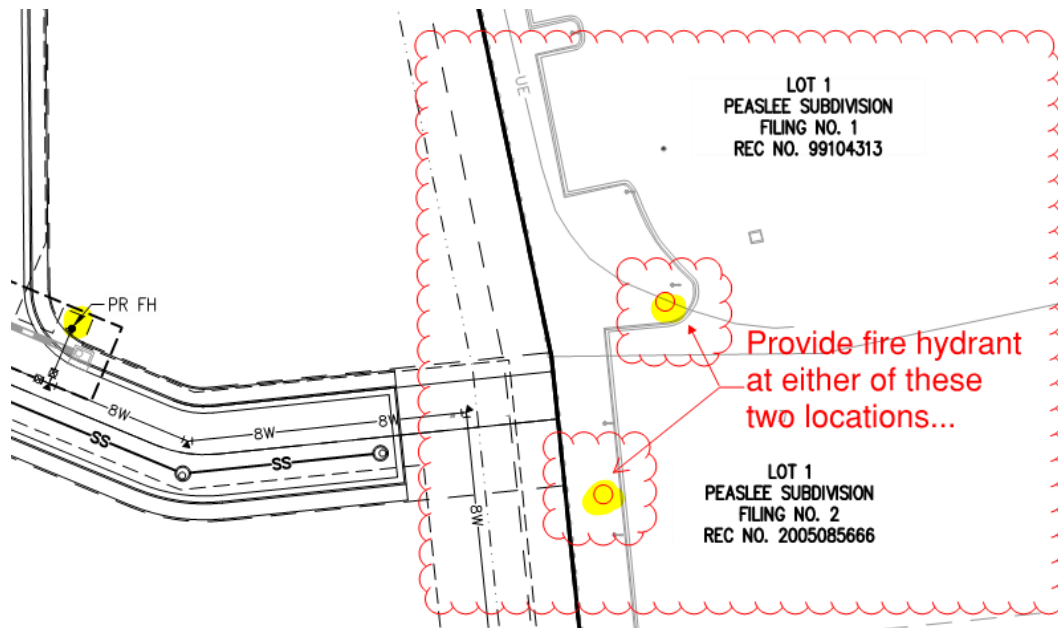 UE
LOT 1
PEASLEE SUBDIVISION
FILING NO. 1
REC NO. 99104313
PR FH
Provide fire hydrant
at either of these
two locations...
8W
8W
8W
SS
SS
8W
LOT 1
PEASLEE SUBDIVISION
FILING NO. 2
REC NO. 2005085666